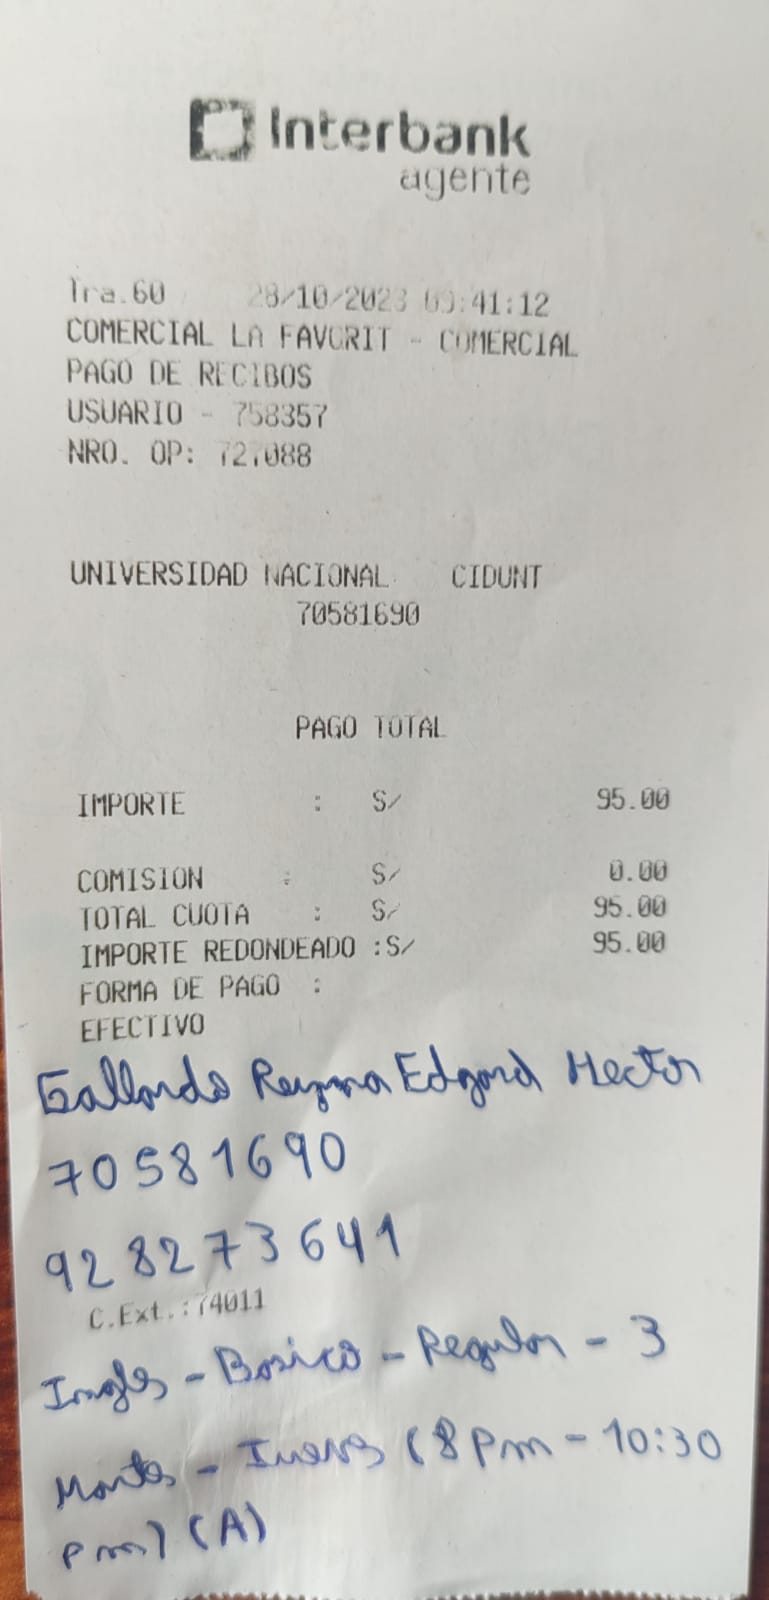 Interbank
agente
Tra.60 28/10/2023 09:41:12
COMERCIAL LA FAVORIT - COMERCIAL
PAGO DE RECIBOS
USUARIO - 758357
NRO. OP: 727088
UNIVERSIDAD NACIONAL CIDUNT
70581690
PAGO TOTAL
IMPORTE : S/ 95.00
COMISION : S/ 0.00
TOTAL CUOTA : S/ 95.00
IMPORTE REDONDEADO :S/ 95.00
FORMA DE PAGO :
EFECTIVO
Gallardo Reyna Edgard Hector
70581690
928273641
C.Ext.:74011
Ingles - Basico - Regular - 3
Martes - Jueves (8 pm - 10:30
pm) (A)